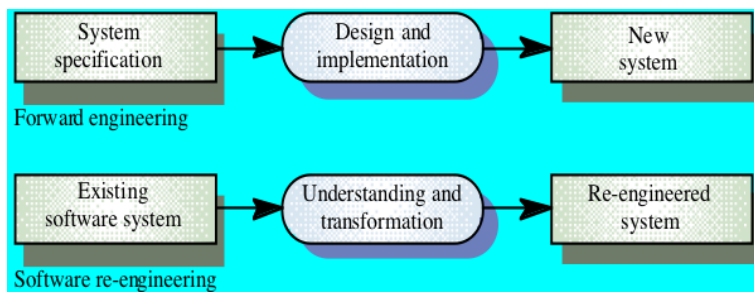 System
specification
Design and
implementation
New
system
Forward engineering
Existing
software system
Understanding and
transformation
Re-engineered
system
Software re-engineering